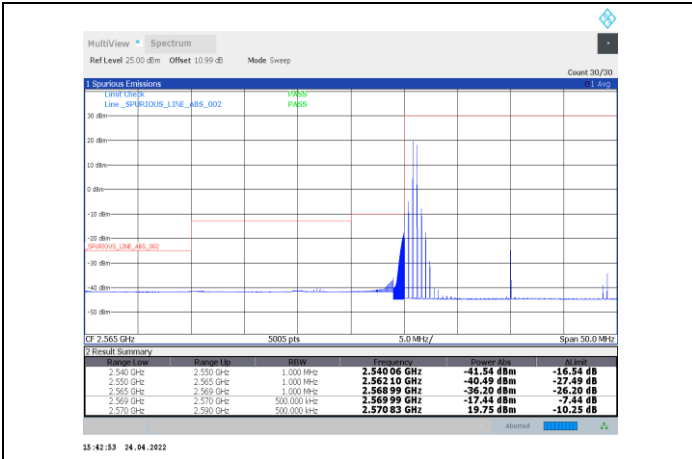 MultiView Spectrum
Ref Level 25.00 dBm Offset 10.99 dB Mode Sweep
Count 30/30
1 Spurious Emissions 1 Avg
Limit Check PASS
Line _SPURIOUS_LINE_ABS_002 PASS
30 dBm
20 dBm
10 dBm
0 dBm
-10 dBm
-20 dBm
_SPURIOUS_LINE_ABS_002
-30 dBm
-40 dBm
-50 dBm
CF 2.565 GHz 5005 pts 5.0 MHz/ Span 50.0 MHz
2 Result Summary
Range Low Range Up RBW Frequency Power Abs ΔLimit
2.540 GHz 2.550 GHz 1.000 MHz 2.540 06 GHz -41.54 dBm -16.54 dB
2.550 GHz 2.565 GHz 1.000 MHz 2.562 10 GHz -40.49 dBm -27.49 dB
2.565 GHz 2.569 GHz 1.000 MHz 2.568 99 GHz -36.20 dBm -26.20 dB
2.569 GHz 2.570 GHz 500.000 kHz 2.569 99 GHz -17.44 dBm -7.44 dB
2.570 GHz 2.590 GHz 500.000 kHz 2.570 83 GHz 19.75 dBm -10.25 dB
Aborted
15:42:53 24.04.2022